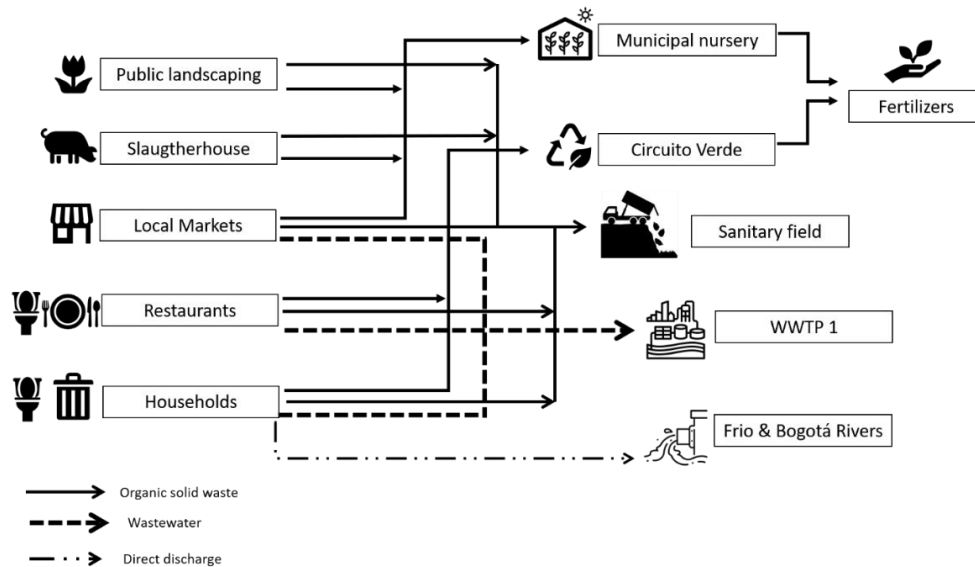 Public landscaping
Slaugtherhouse
Local Markets
Restaurants
Households
Municipal nursery
Circuito Verde
Sanitary field
WWTP 1
Frio & Bogotá Rivers
Fertilizers
Organic solid waste
Wastewater
Direct discharge